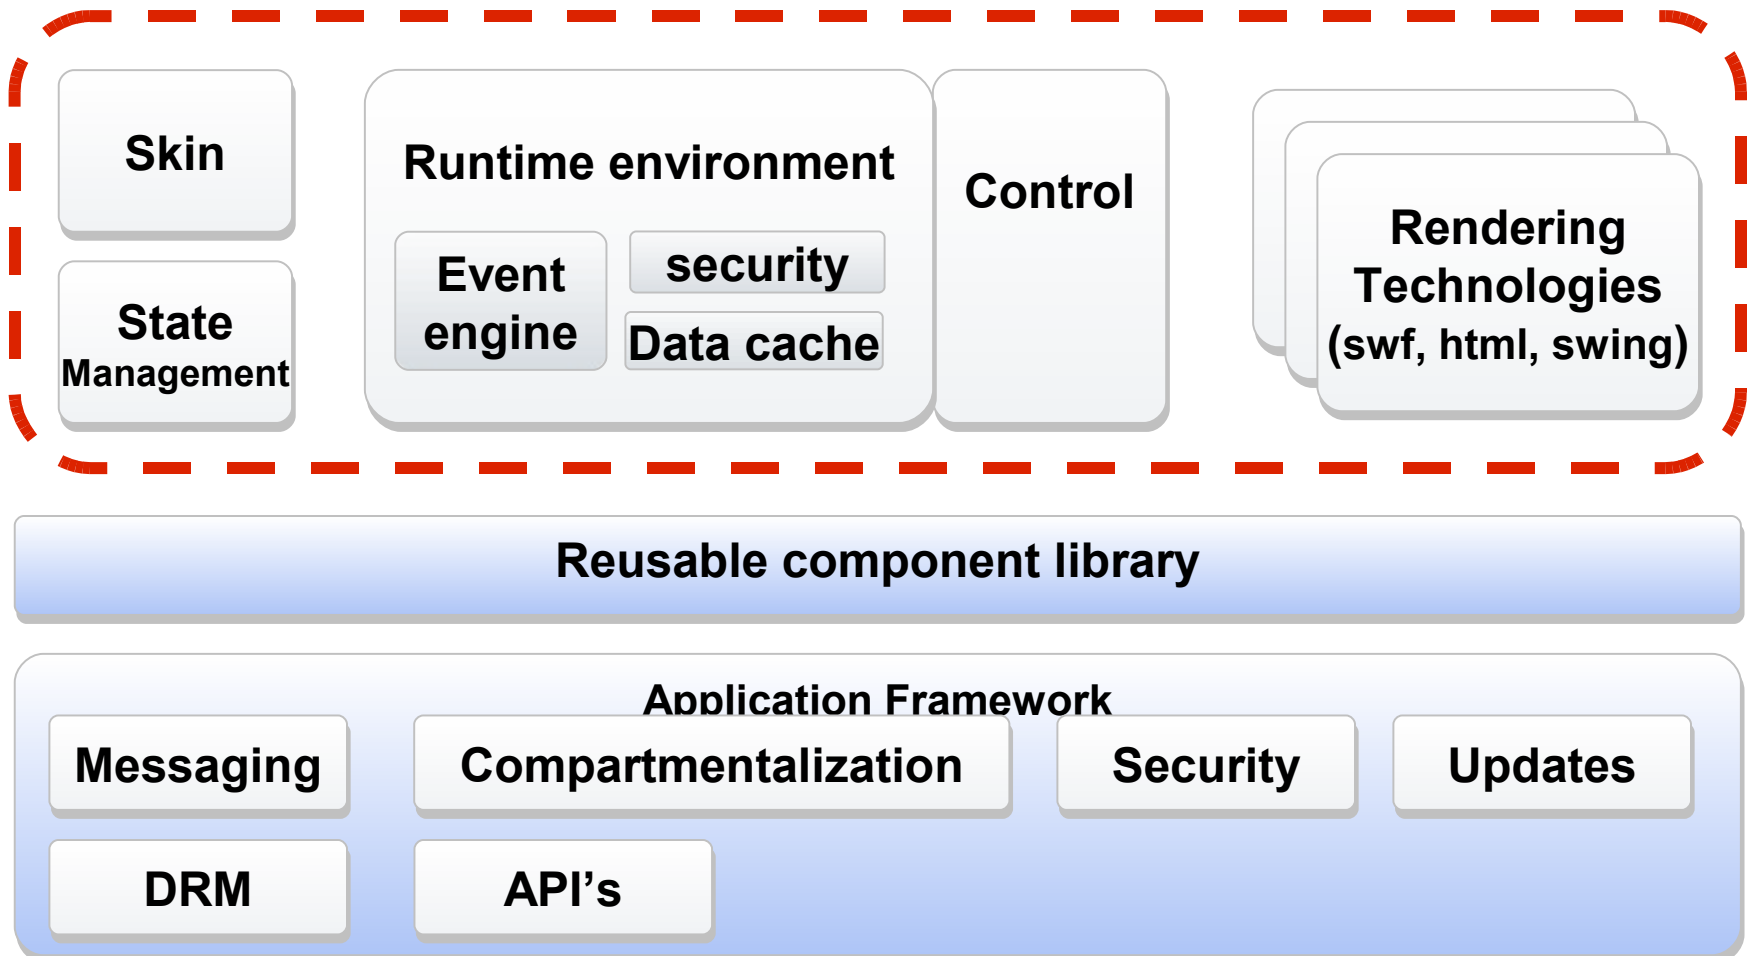 Skin
State
Management
Runtime environment
Event
engine
security
Data cache
Control
Rendering
Technologies
(swf, html, swing)
Reusable component library
Application Framework
Messaging
Compartmentalization
Security
Updates
DRM
API’s